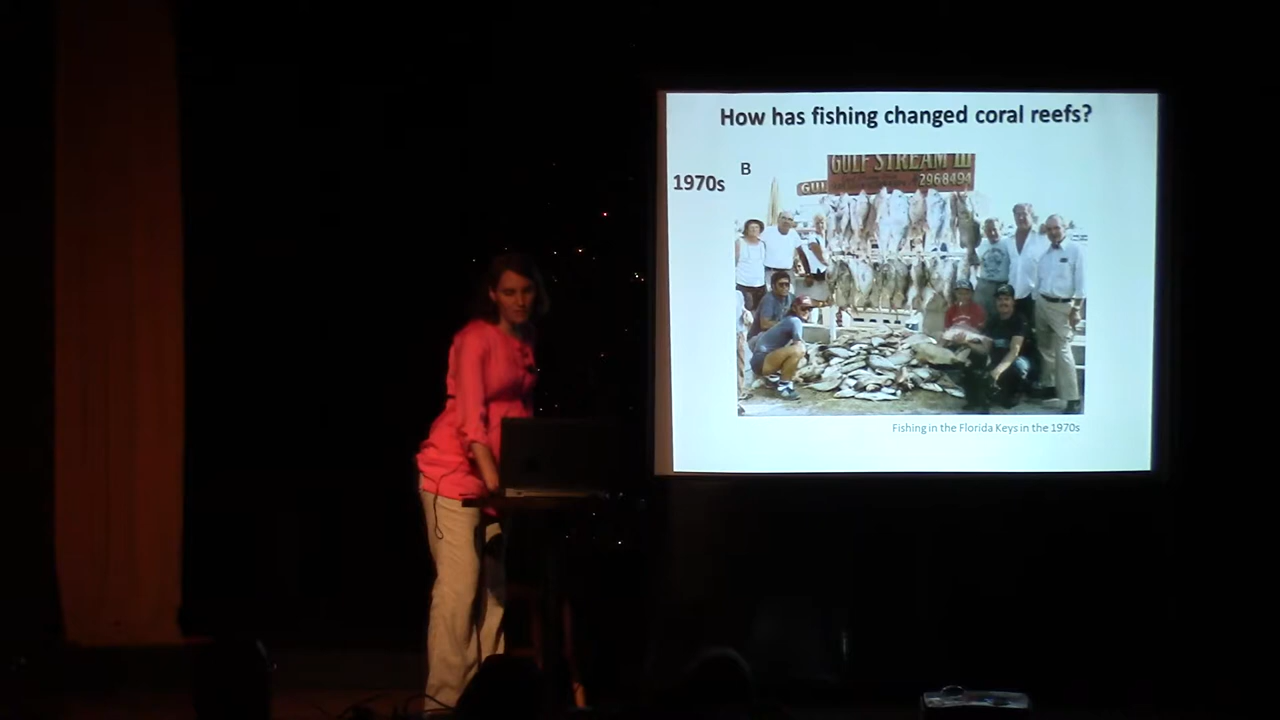 How has fishing changed coral reefs?
1970s
B
GULF STREAM III
2968494
GUL
Fishing in the Florida Keys in the 1970s